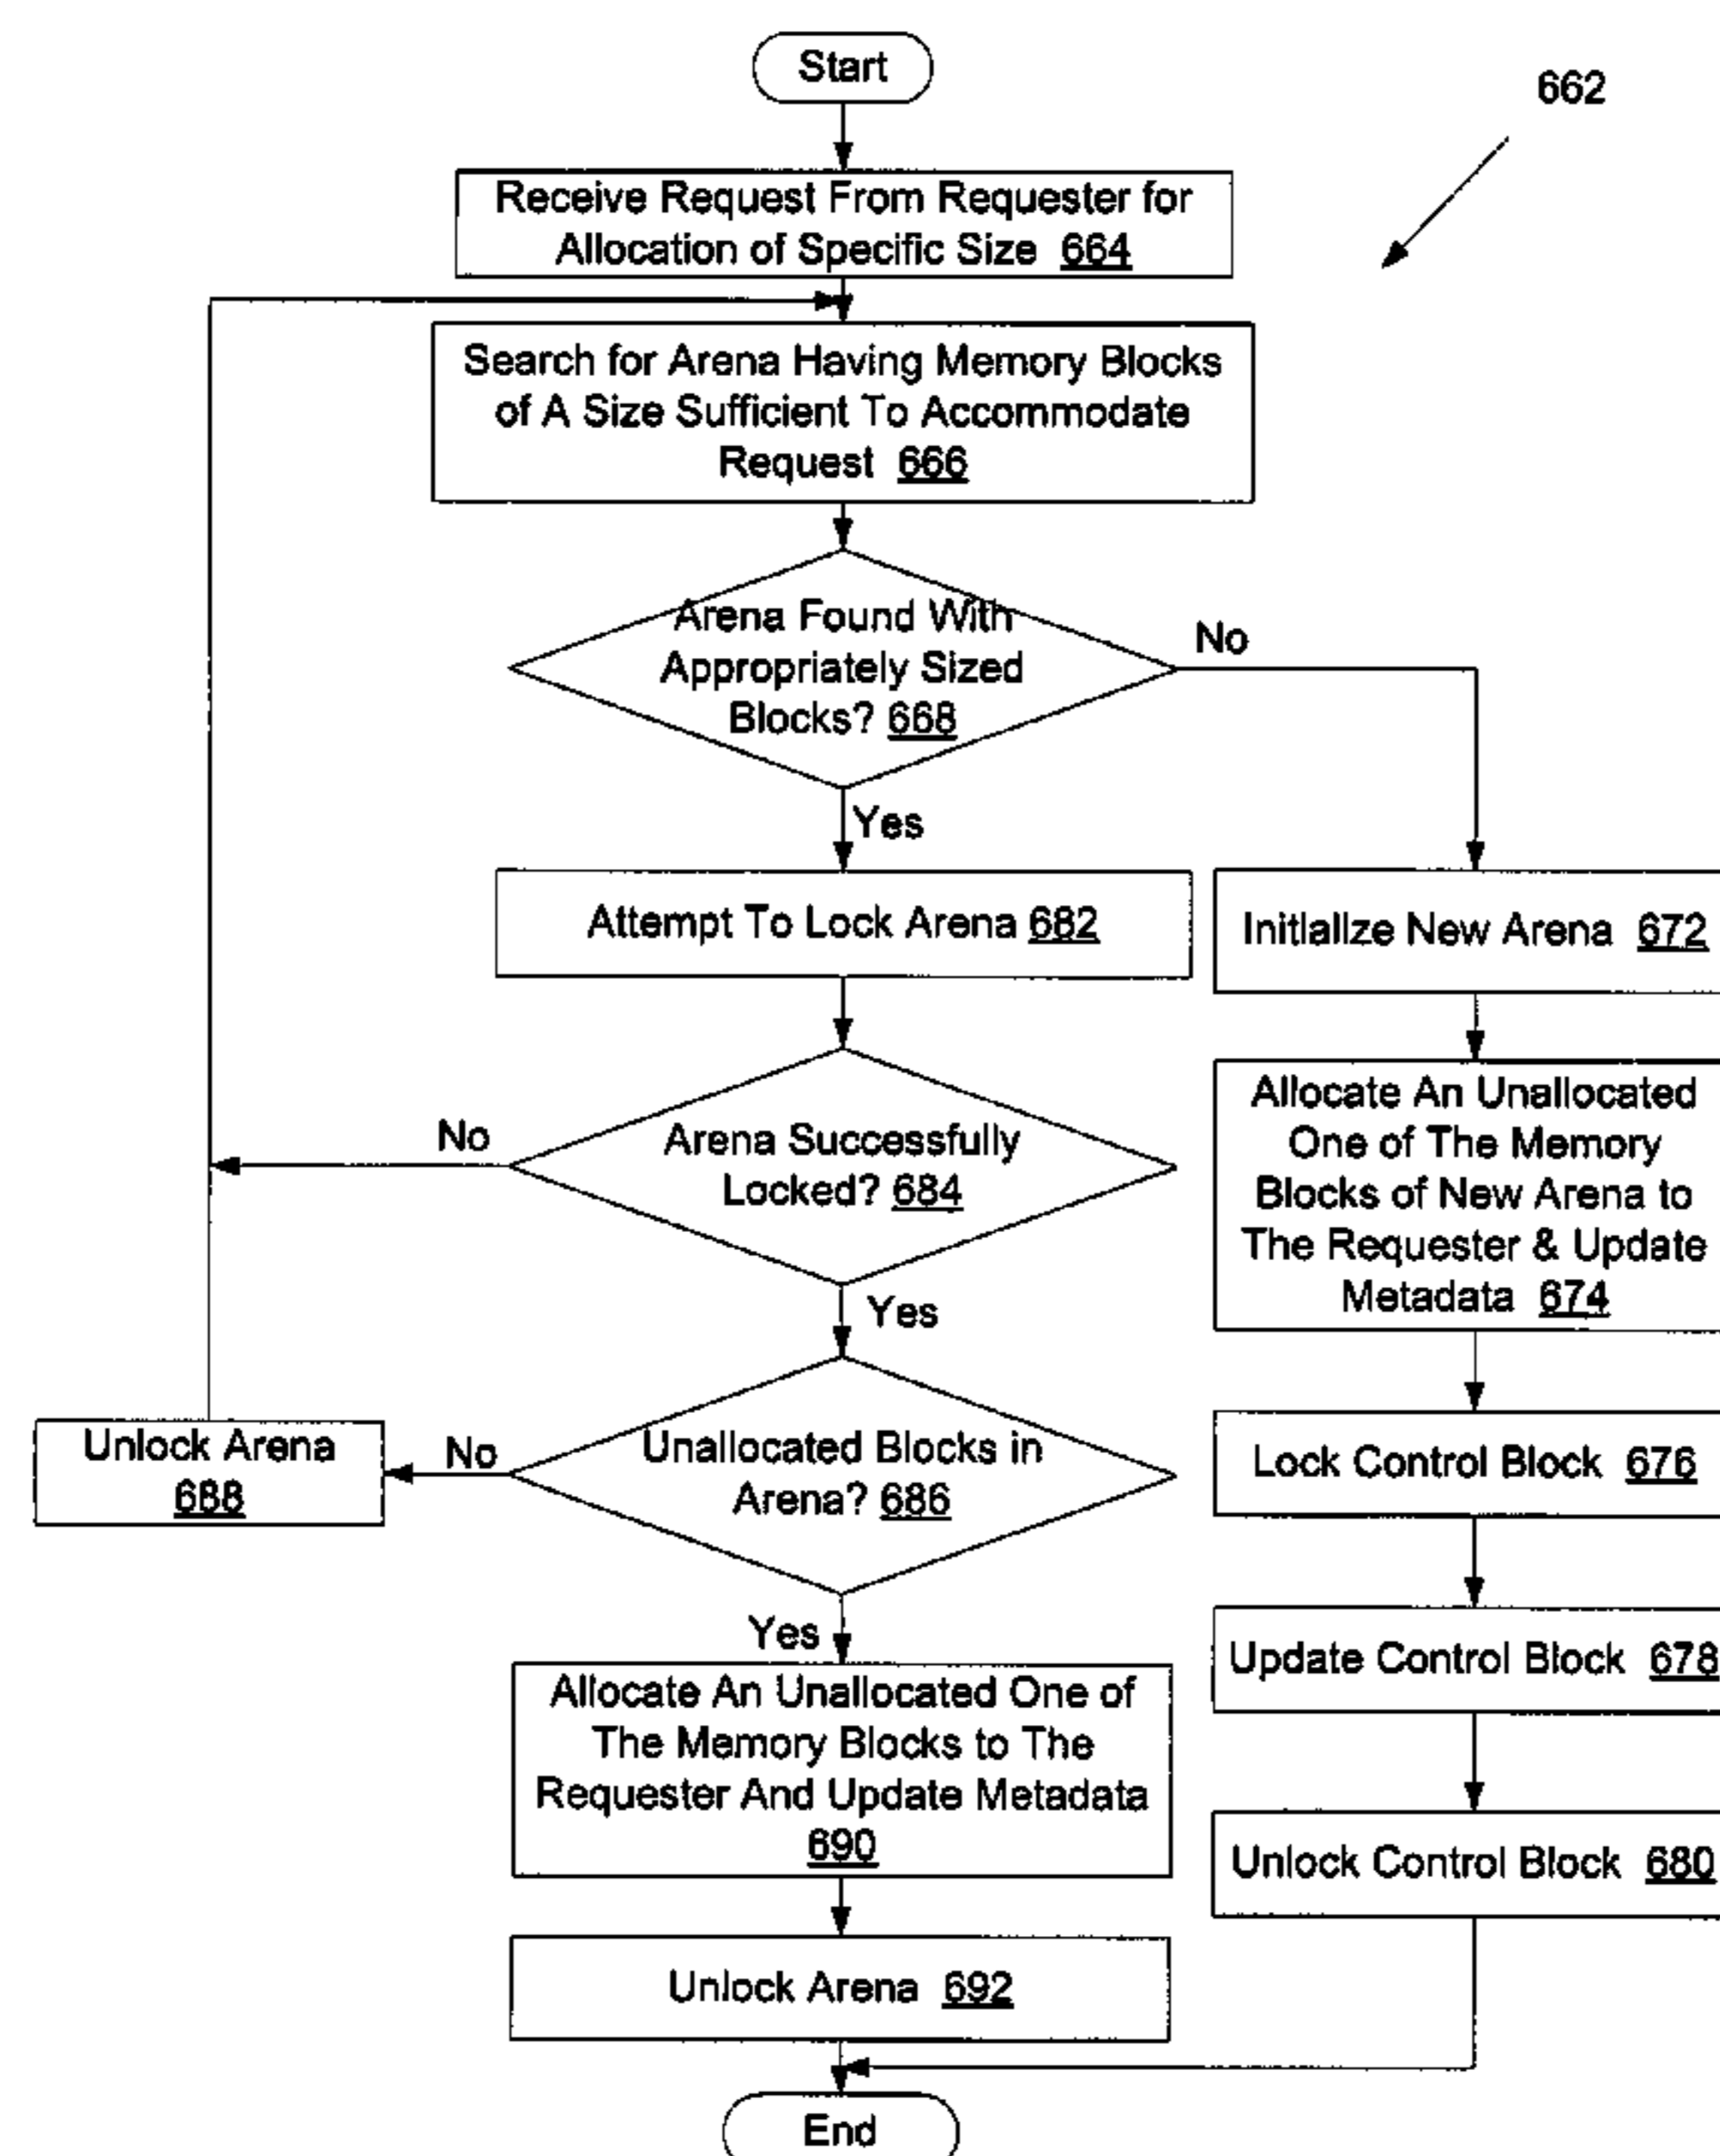 Start
662
Receive Request From Requester for
Allocation of Specific Size 664
Search for Arena Having Memory Blocks
of A Size Sufficient To Accommodate
Request 666
Arena Found With
Appropriately Sized
Blocks? 668
No
Yes
Attempt To Lock Arena 682
Initialize New Arena 672
Allocate An Unallocated
One of The Memory
Blocks of New Arena to
The Requester & Update
Metadata 674
No
Arena Successfully
Locked? 684
Yes
Lock Control Block 676
Unlock Arena
688
No
Unallocated Blocks in
Arena? 686
Yes
Update Control Block 678
Allocate An Unallocated One of
The Memory Blocks to The
Requester And Update Metadata
690
Unlock Control Block 680
Unlock Arena 692
End